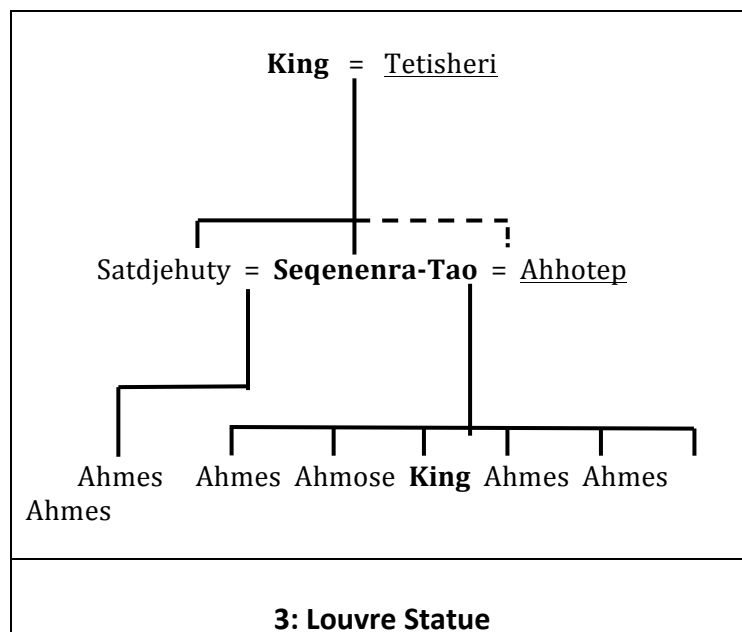 King = Tetisheri
Satdjehuty = Seqenenra-Tao = Ahhotep
Ahmes Ahmes Ahmose King Ahmes Ahmes
Ahmes
3: Louvre Statue